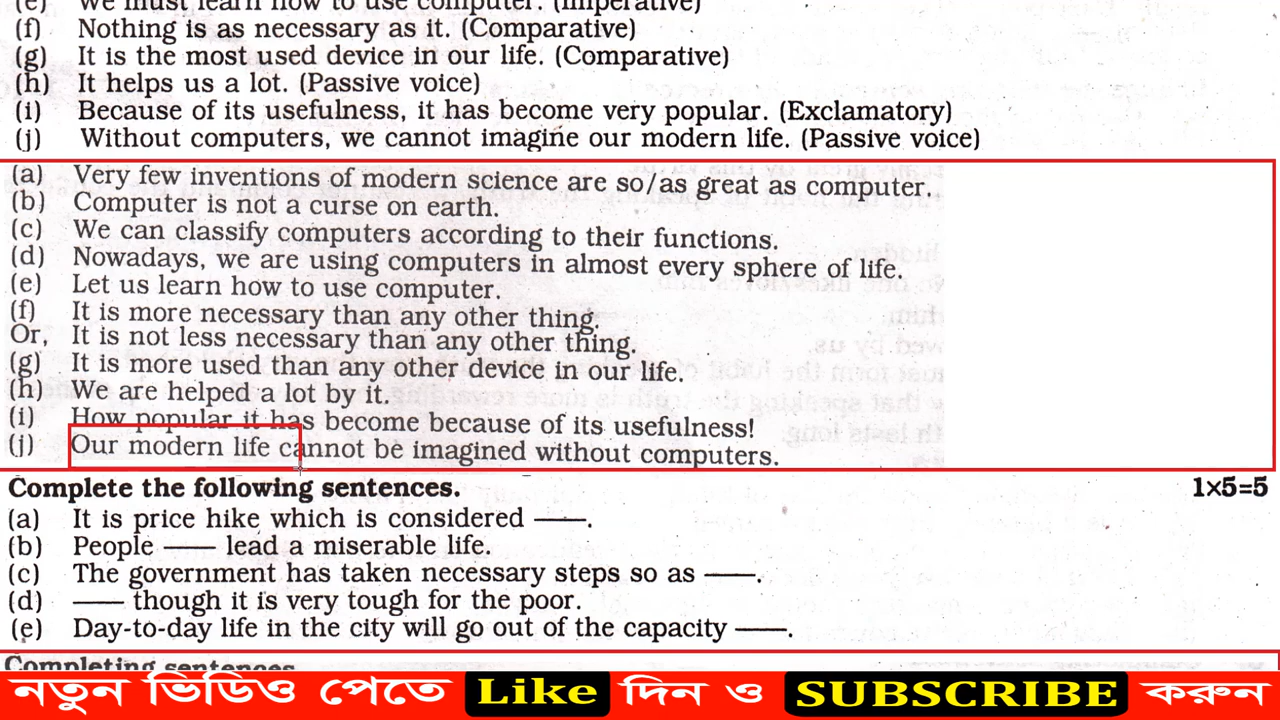 (e) We must learn how to use computer. (Imperative)
(f) Nothing is as necessary as it. (Comparative)
(g) It is the most used device in our life. (Comparative)
(h) It helps us a lot. (Passive voice)
(i) Because of its usefulness, it has become very popular. (Exclamatory)
(j) Without computers, we cannot imagine our modern life. (Passive voice)
(a) Very few inventions of modern science are so/as great as computer.
(b) Computer is not a curse on earth.
(c) We can classify computers according to their functions.
(d) Nowadays, we are using computers in almost every sphere of life.
(e) Let us learn how to use computer.
(f) It is more necessary than any other thing.
Or, It is not less necessary than any other thing.
(g) It is more used than any other device in our life.
(h) We are helped a lot by it.
(i) How popular it has become because of its usefulness!
(j) Our modern life cannot be imagined without computers.
Complete the following sentences. 1×5=5
(a) It is price hike which is considered ——.
(b) People —— lead a miserable life.
(c) The government has taken necessary steps so as ——.
(d) —— though it is very tough for the poor.
(e) Day-to-day life in the city will go out of the capacity ——.
Completing sentences
নতুন ভিডিও পেতে Like দিন ও SUBSCRIBE করুন